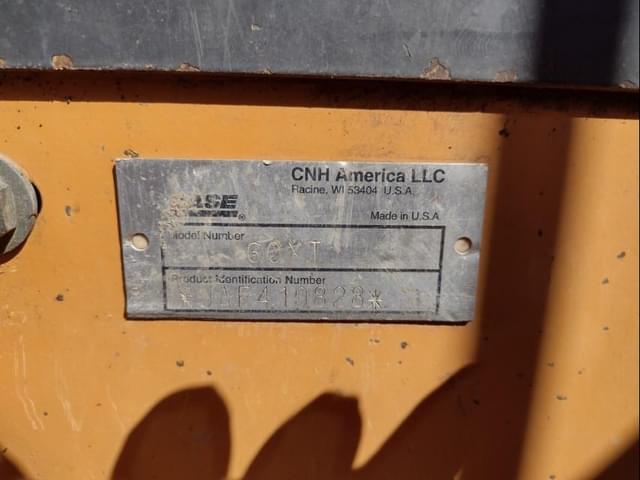 CNH America LLC
Racine, WI 53404 U.S.A.
CASE®
Made in U.S.A.
Model Number
60XT
Product Identification Number
*JAF410828*